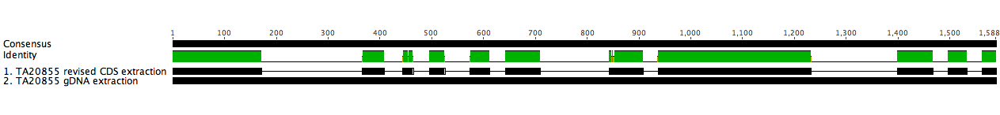 1 100 200 300 400 500 600 700 800 900 1,000 1,100 1,200 1,300 1,400 1,500 1,588
Consensus
Identity
1. TA20855 revised CDS extraction
2. TA20855 gDNA extraction